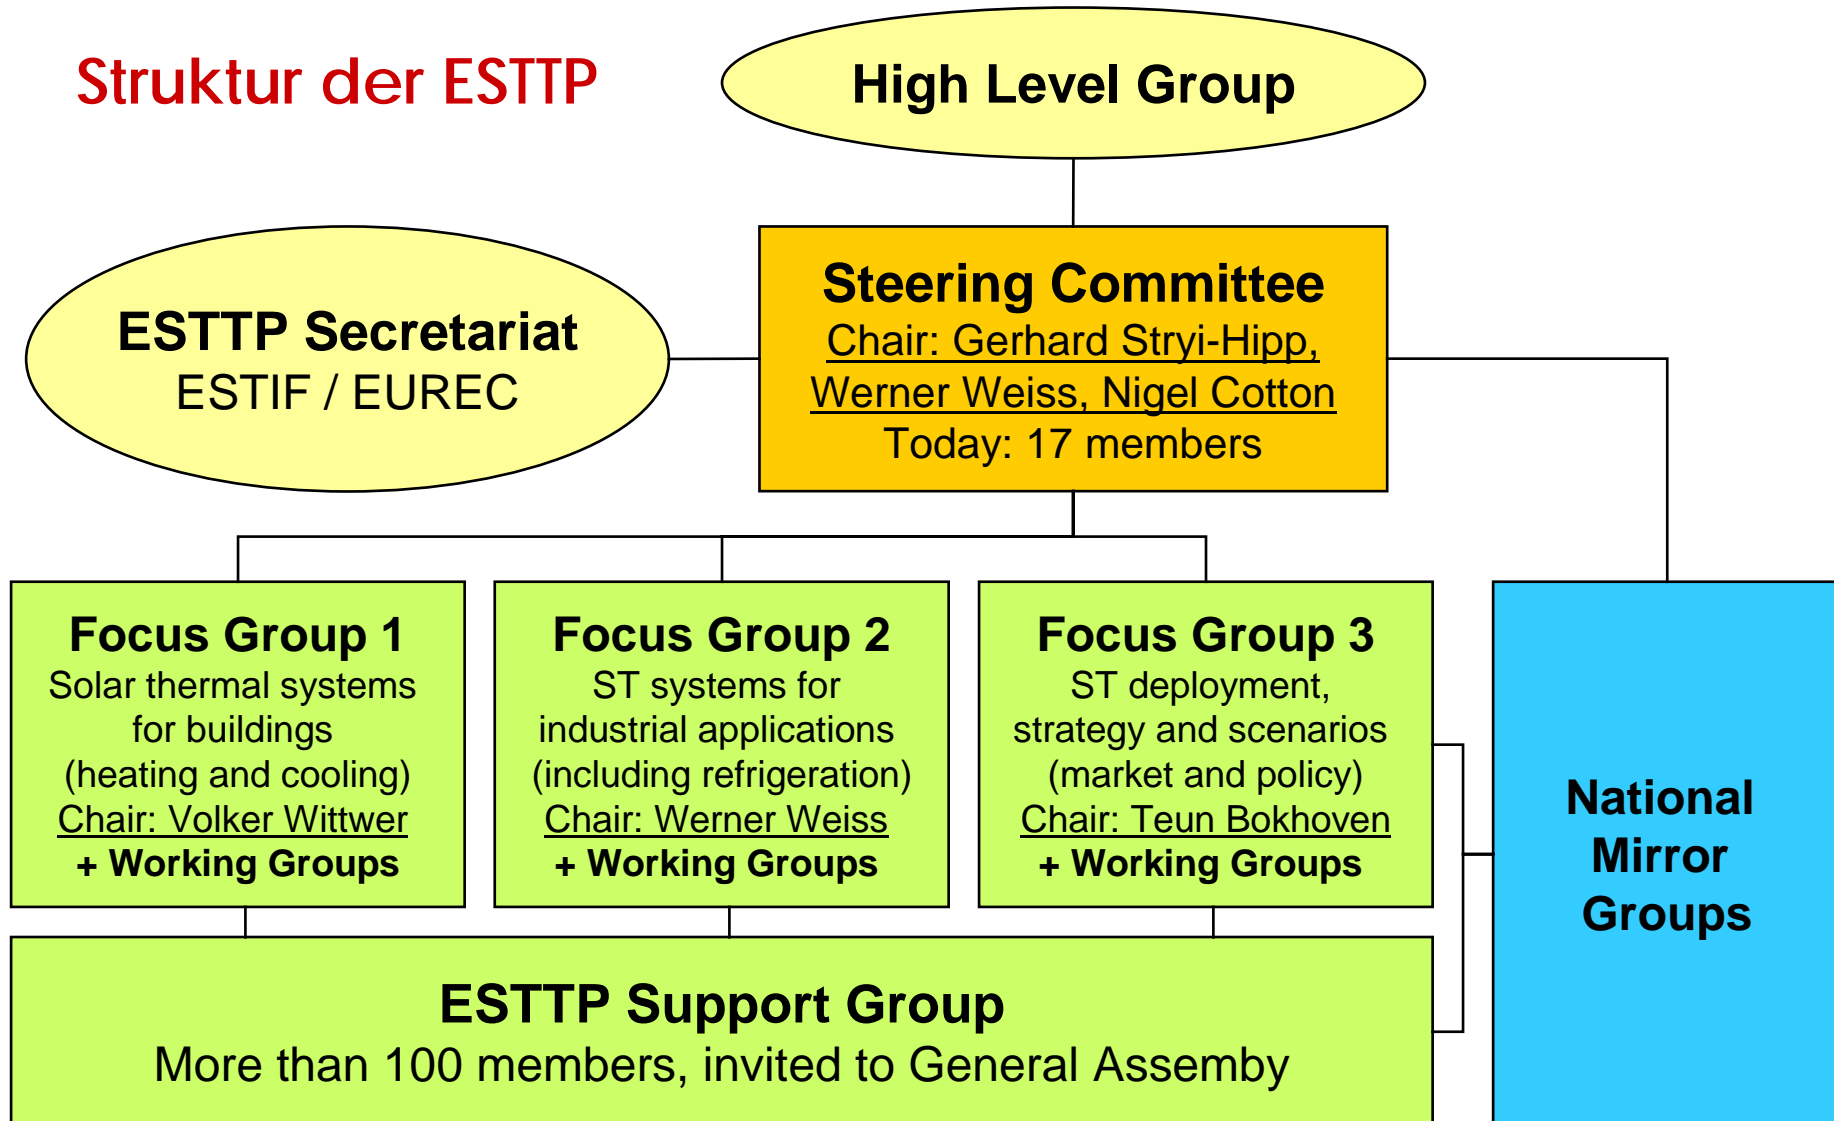 Struktur der ESTTP
High Level Group
Steering Committee
Chair: Gerhard Stryi-Hipp,
Werner Weiss, Nigel Cotton
Today: 17 members
ESTTP Secretariat
ESTIF / EUREC
Focus Group 1
Solar thermal systems
for buildings
(heating and cooling)
Chair: Volker Wittwer
+ Working Groups
Focus Group 2
ST systems for
industrial applications
(including refrigeration)
Chair: Werner Weiss
+ Working Groups
Focus Group 3
ST deployment,
strategy and scenarios
(market and policy)
Chair: Teun Bokhoven
+ Working Groups
National
Mirror
Groups
ESTTP Support Group
More than 100 members, invited to General Assemby